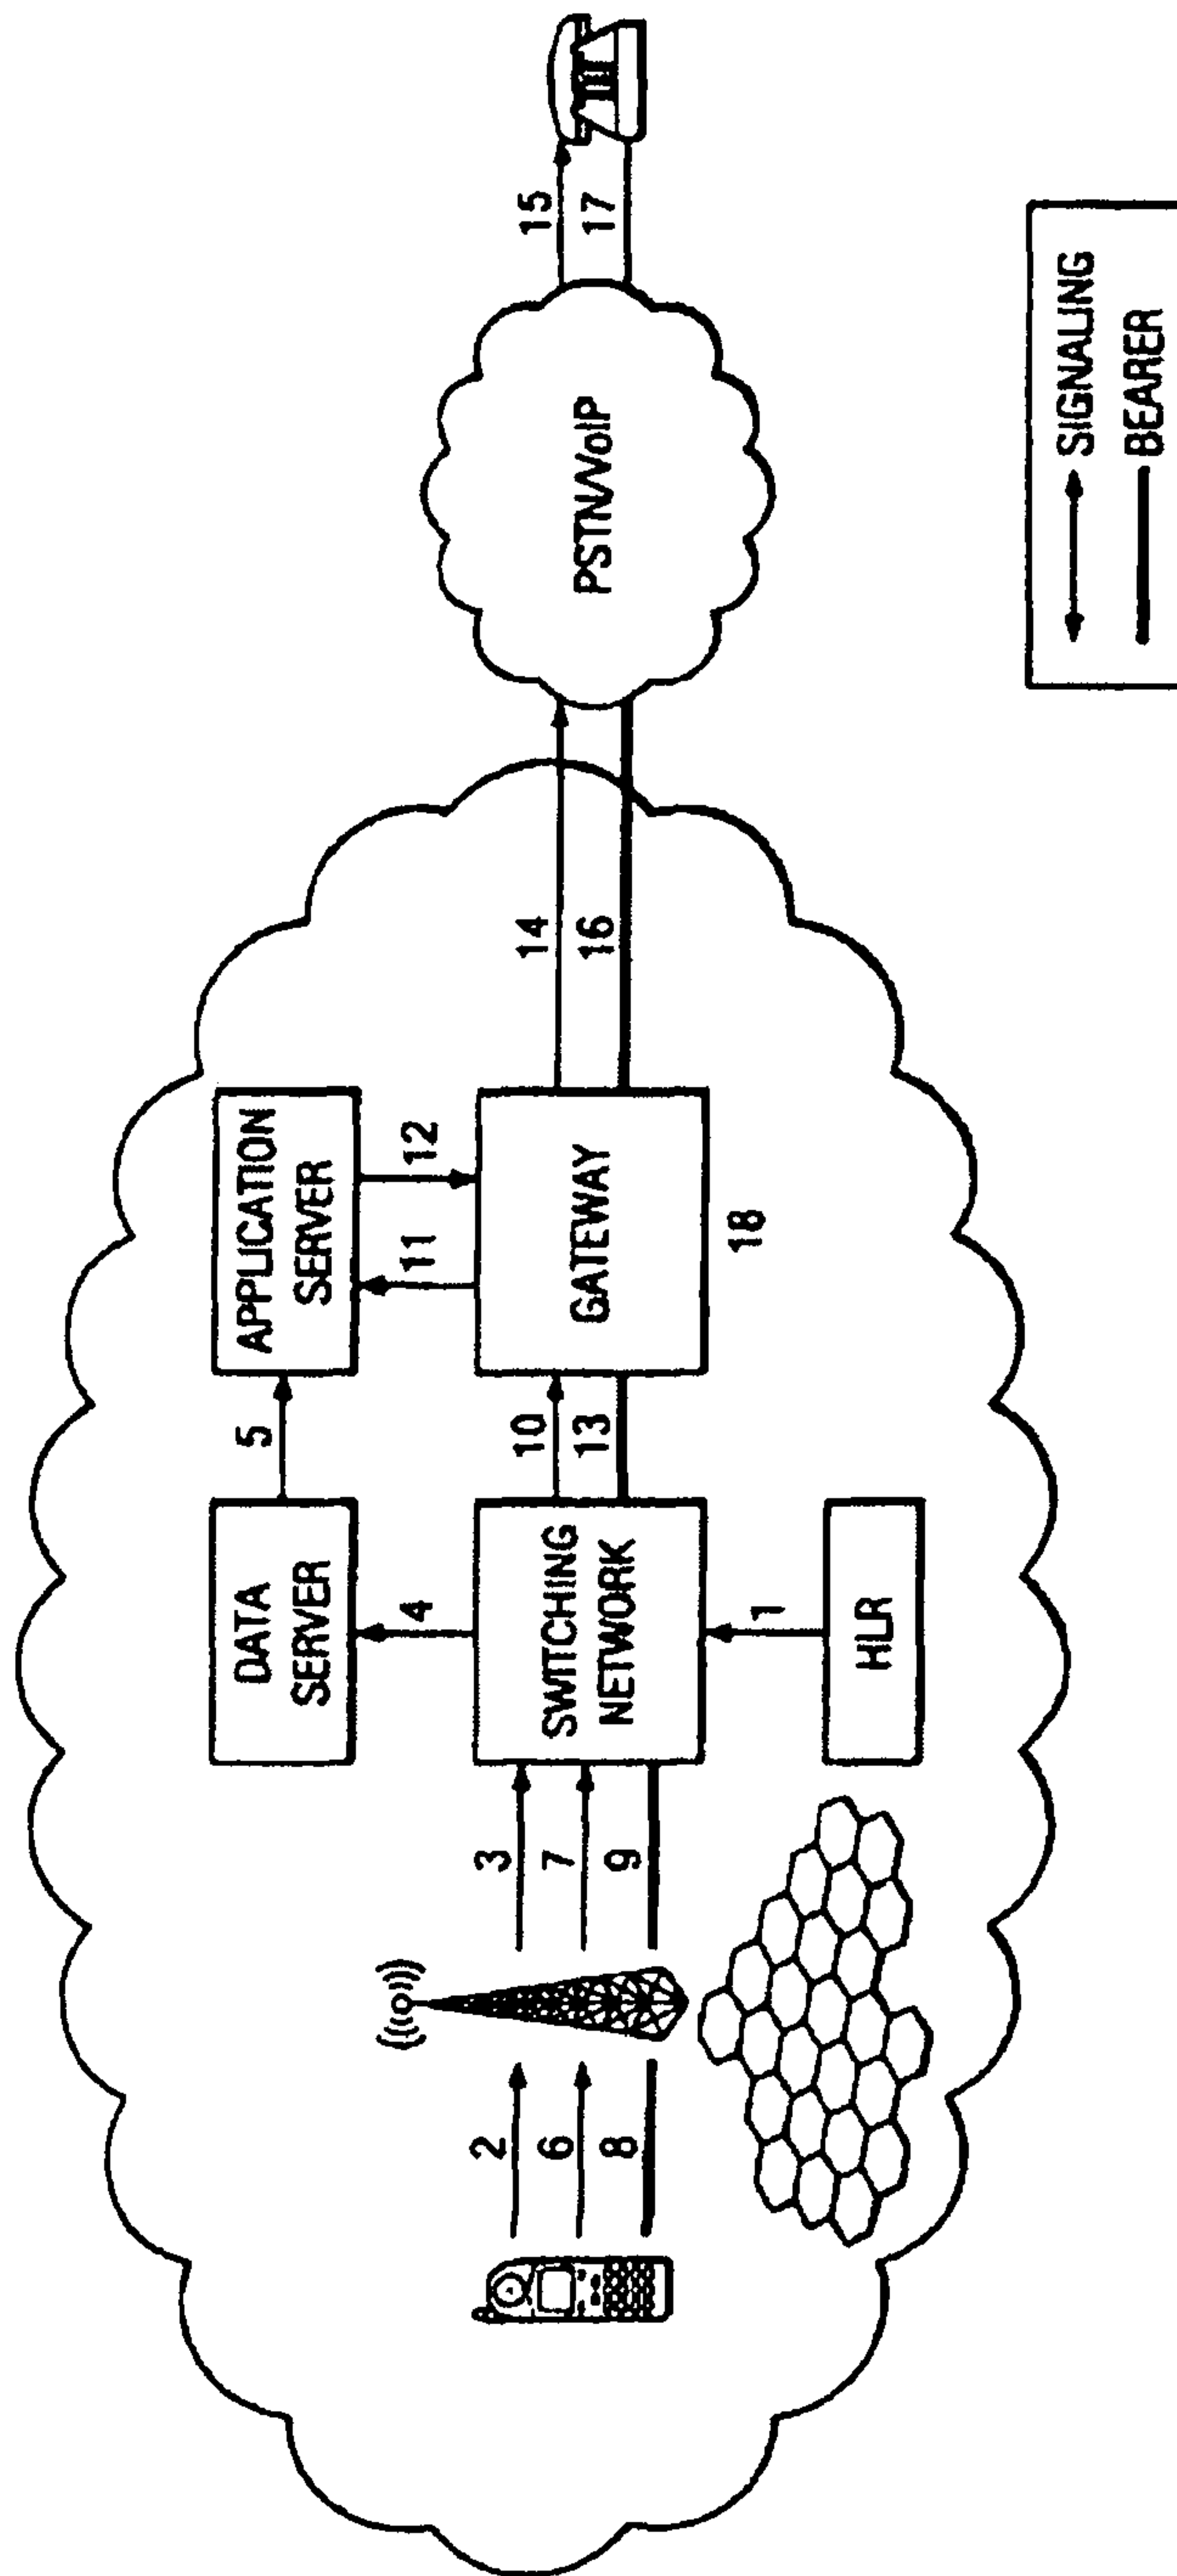 DATA
SERVER
5
APPLICATION
SERVER
4
11
12
2
3
6
7
8
9
SWITCHING
NETWORK
10
13
GATEWAY
14
16
PSTN/VoIP
15
17
1
18
HLR
SIGNALING
BEARER